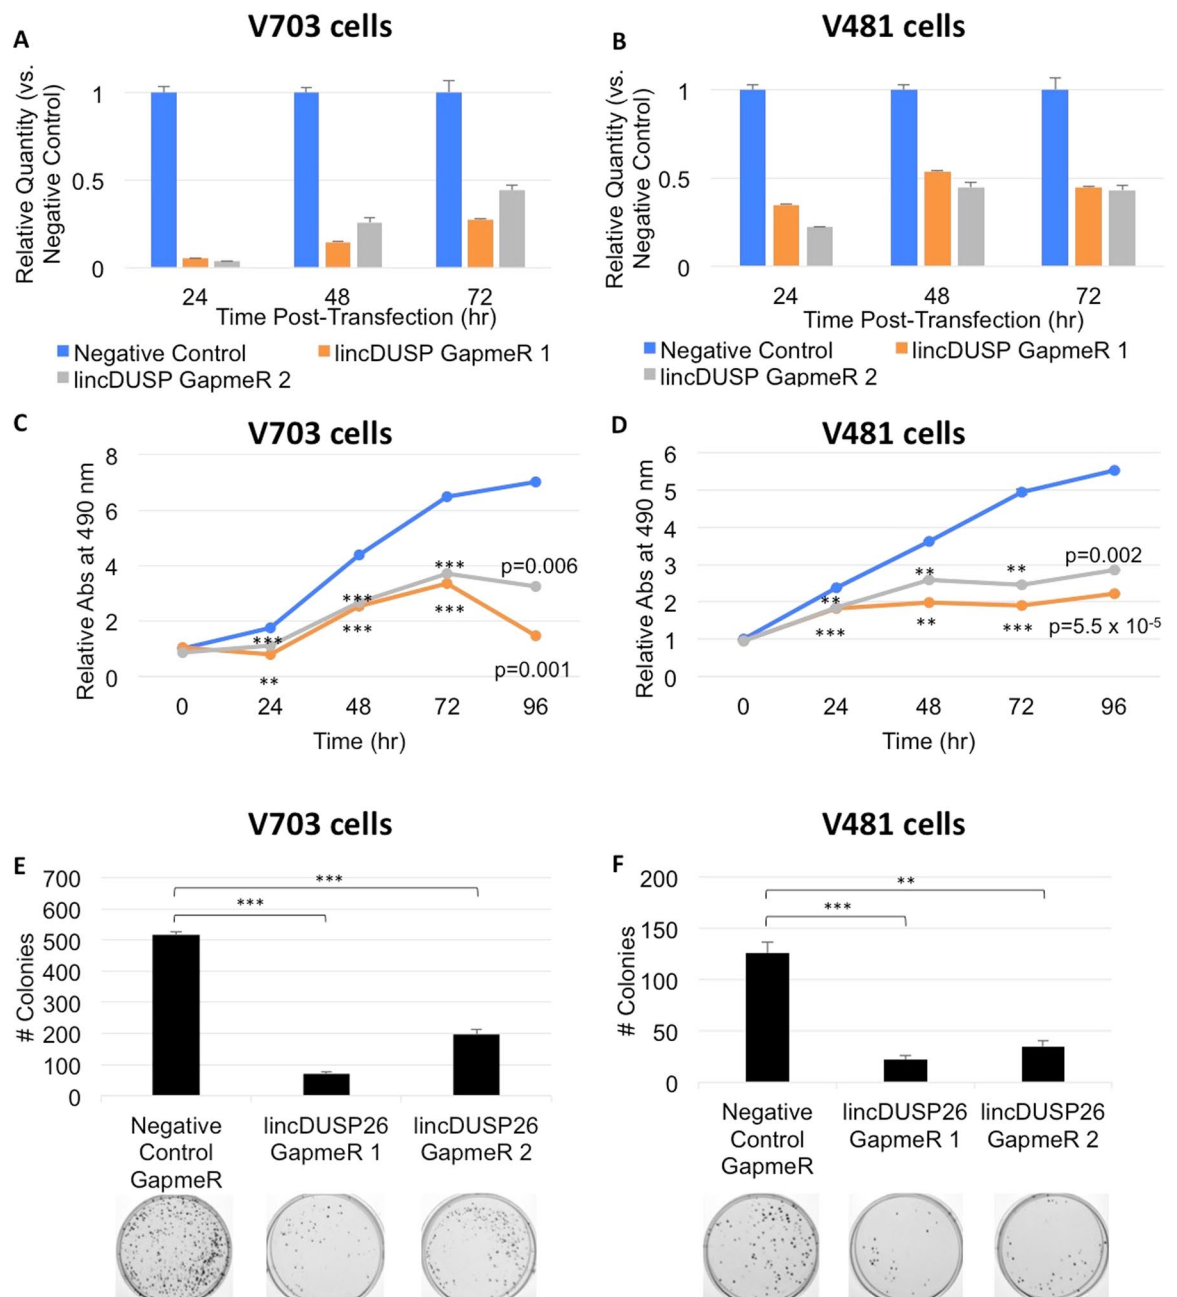 V703 cells
A
Relative Quantity (vs.
Negative Control)
1
0.5
0
24 48 72
Time Post-Transfection (hr)
Negative Control lincDUSP GapmeR 1
lincDUSP GapmeR 2
V481 cells
B
Relative Quantity (vs.
Negative Control)
1
0.5
0
24 48 72
Time Post-Transfection (hr)
Negative Control lincDUSP GapmeR 1
lincDUSP GapmeR 2
C
V703 cells
Relative Abs at 490 nm
8
6
4
2
0
***
**
***
***
***
***
p=0.006
p=0.001
0 24 48 72 96
Time (hr)
D
V481 cells
Relative Abs at 490 nm
6
5
4
3
2
1
0
**
***
**
**
**
***
p=0.002
p=5.5 x 10-5
0 24 48 72 96
Time (hr)
V703 cells
E
# Colonies
700
600
500
400
300
200
100
0
***
***
Negative lincDUSP26 lincDUSP26
Control GapmeR 1 GapmeR 2
GapmeR
V481 cells
F
# Colonies
200
150
100
50
0
**
***
Negative lincDUSP26 lincDUSP26
Control GapmeR 1 GapmeR 2
GapmeR